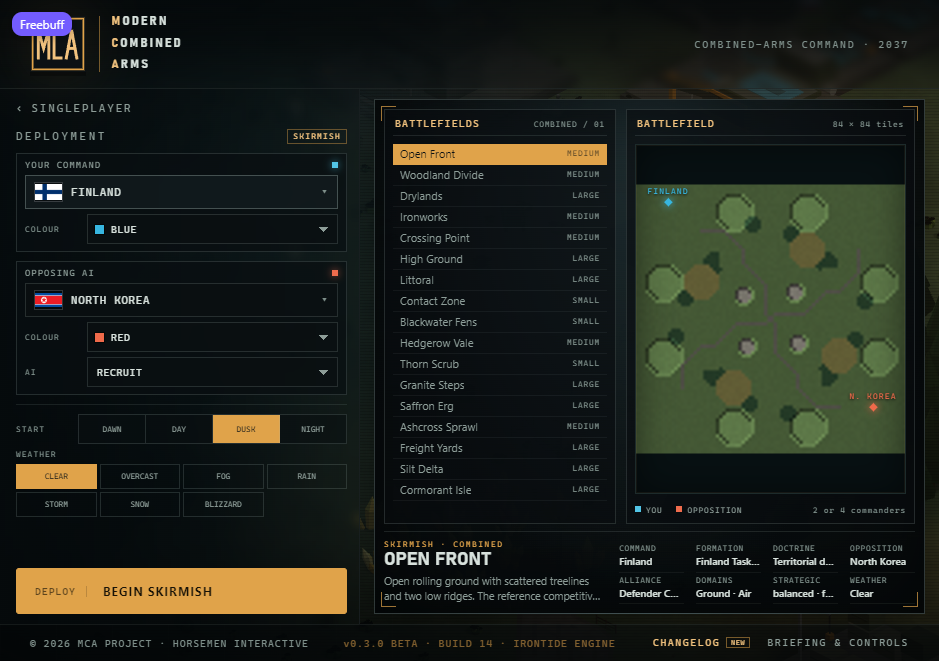 Freebuff
MLA
MODERN
COMBINED
ARMS
COMBINED-ARMS COMMAND · 2037
‹ SINGLEPLAYER
DEPLOYMENT
SKIRMISH
YOUR COMMAND
FINLAND
COLOUR
BLUE
OPPOSING AI
NORTH KOREA
COLOUR
RED
AI
RECRUIT
START
DAWN
DAY
DUSK
NIGHT
WEATHER
CLEAR
OVERCAST
FOG
RAIN
STORM
SNOW
BLIZZARD
DEPLOY
BEGIN SKIRMISH
BATTLEFIELDS
COMBINED / 01
Open Front MEDIUM
Woodland Divide MEDIUM
Drylands LARGE
Ironworks MEDIUM
Crossing Point MEDIUM
High Ground LARGE
Littoral LARGE
Contact Zone SMALL
Blackwater Fens SMALL
Hedgerow Vale MEDIUM
Thorn Scrub SMALL
Granite Steps LARGE
Saffron Erg LARGE
Ashcross Sprawl MEDIUM
Freight Yards LARGE
Silt Delta LARGE
Cormorant Isle LARGE
BATTLEFIELD
84 × 84 tiles
FINLAND
N. KOREA
YOU
OPPOSITION
2 or 4 commanders
SKIRMISH · COMBINED
OPEN FRONT
Open rolling ground with scattered treelines
and two low ridges. The reference competitiv...
COMMAND
Finland
FORMATION
Finland Task...
DOCTRINE
Territorial d...
OPPOSITION
North Korea
ALLIANCE
Defender C...
DOMAINS
Ground · Air
STRATEGIC
balanced · f...
WEATHER
Clear
© 2026 MCA PROJECT · HORSEMEN INTERACTIVE
v0.3.0 BETA · BUILD 14 · IRONTIDE ENGINE
CHANGELOG NEW
BRIEFING & CONTROLS